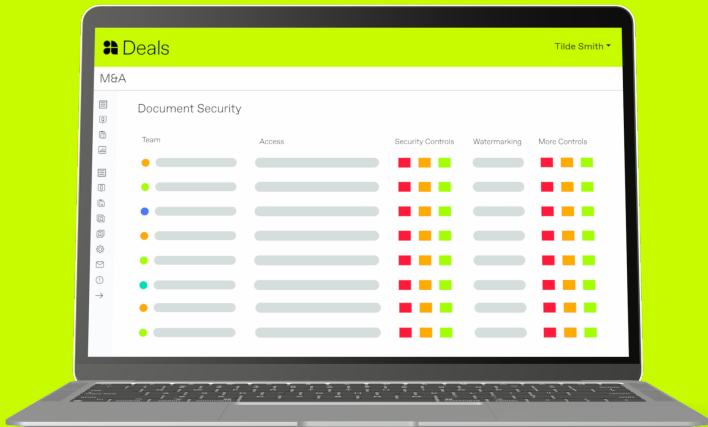 Deals
Tilde Smith
M&A
Document Security
Team Access Security Controls Watermarking More Controls